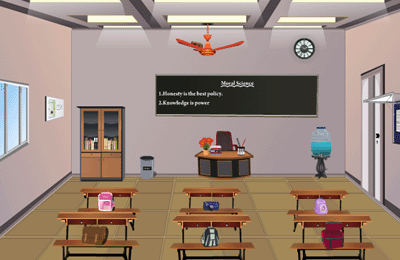 Moral Science
1.Honesty is the best policy.
2.Knowledge is power